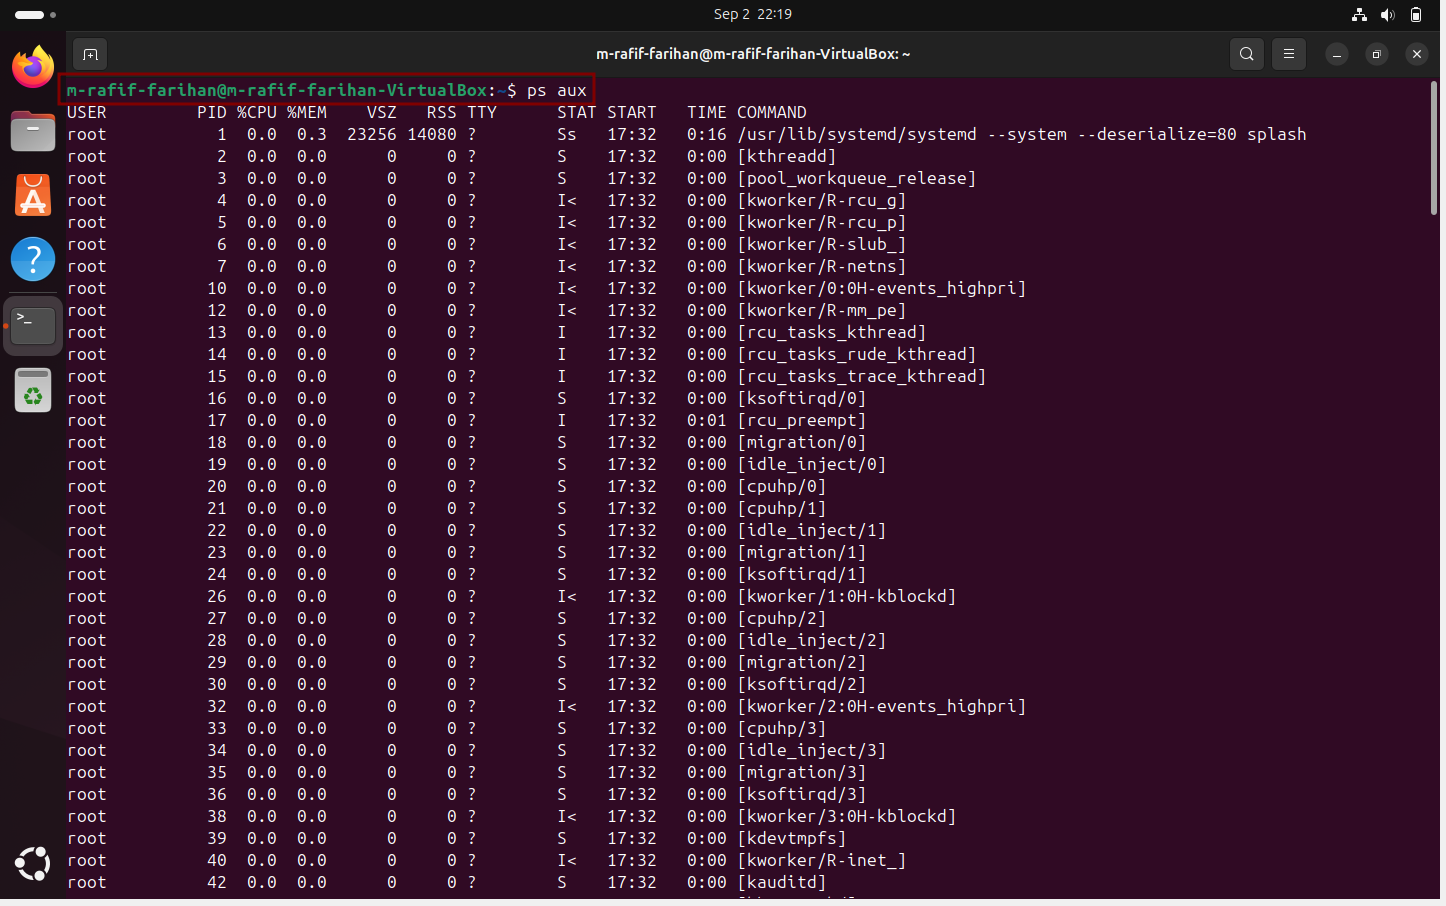 Sep 2 22:19
m-rafif-farihan@m-rafif-farihan-VirtualBox: ~
m-rafif-farihan@m-rafif-farihan-VirtualBox:~$ ps aux
USER PID %CPU %MEM VSZ RSS TTY STAT START TIME COMMAND
root 1 0.0 0.3 23256 14080 ? Ss 17:32 0:16 /usr/lib/systemd/systemd --system --deserialize=80 splash
root 2 0.0 0.0 0 0 ? S 17:32 0:00 [kthreadd]
root 3 0.0 0.0 0 0 ? S 17:32 0:00 [pool_workqueue_release]
root 4 0.0 0.0 0 0 ? I< 17:32 0:00 [kworker/R-rcu_g]
root 5 0.0 0.0 0 0 ? I< 17:32 0:00 [kworker/R-rcu_p]
root 6 0.0 0.0 0 0 ? I< 17:32 0:00 [kworker/R-slub_]
root 7 0.0 0.0 0 0 ? I< 17:32 0:00 [kworker/R-netns]
root 10 0.0 0.0 0 0 ? I< 17:32 0:00 [kworker/0:0H-events_highpri]
root 12 0.0 0.0 0 0 ? I< 17:32 0:00 [kworker/R-mm_pe]
root 13 0.0 0.0 0 0 ? I 17:32 0:00 [rcu_tasks_kthread]
root 14 0.0 0.0 0 0 ? I 17:32 0:00 [rcu_tasks_rude_kthread]
root 15 0.0 0.0 0 0 ? I 17:32 0:00 [rcu_tasks_trace_kthread]
root 16 0.0 0.0 0 0 ? S 17:32 0:00 [ksoftirqd/0]
root 17 0.0 0.0 0 0 ? I 17:32 0:01 [rcu_preempt]
root 18 0.0 0.0 0 0 ? S 17:32 0:00 [migration/0]
root 19 0.0 0.0 0 0 ? S 17:32 0:00 [idle_inject/0]
root 20 0.0 0.0 0 0 ? S 17:32 0:00 [cpuhp/0]
root 21 0.0 0.0 0 0 ? S 17:32 0:00 [cpuhp/1]
root 22 0.0 0.0 0 0 ? S 17:32 0:00 [idle_inject/1]
root 23 0.0 0.0 0 0 ? S 17:32 0:00 [migration/1]
root 24 0.0 0.0 0 0 ? S 17:32 0:00 [ksoftirqd/1]
root 26 0.0 0.0 0 0 ? I< 17:32 0:00 [kworker/1:0H-kblockd]
root 27 0.0 0.0 0 0 ? S 17:32 0:00 [cpuhp/2]
root 28 0.0 0.0 0 0 ? S 17:32 0:00 [idle_inject/2]
root 29 0.0 0.0 0 0 ? S 17:32 0:00 [migration/2]
root 30 0.0 0.0 0 0 ? S 17:32 0:00 [ksoftirqd/2]
root 32 0.0 0.0 0 0 ? I< 17:32 0:00 [kworker/2:0H-events_highpri]
root 33 0.0 0.0 0 0 ? S 17:32 0:00 [cpuhp/3]
root 34 0.0 0.0 0 0 ? S 17:32 0:00 [idle_inject/3]
root 35 0.0 0.0 0 0 ? S 17:32 0:00 [migration/3]
root 36 0.0 0.0 0 0 ? S 17:32 0:00 [ksoftirqd/3]
root 38 0.0 0.0 0 0 ? I< 17:32 0:00 [kworker/3:0H-kblockd]
root 39 0.0 0.0 0 0 ? S 17:32 0:00 [kdevtmpfs]
root 40 0.0 0.0 0 0 ? I< 17:32 0:00 [kworker/R-inet_]
root 42 0.0 0.0 0 0 ? S 17:32 0:00 [kauditd]